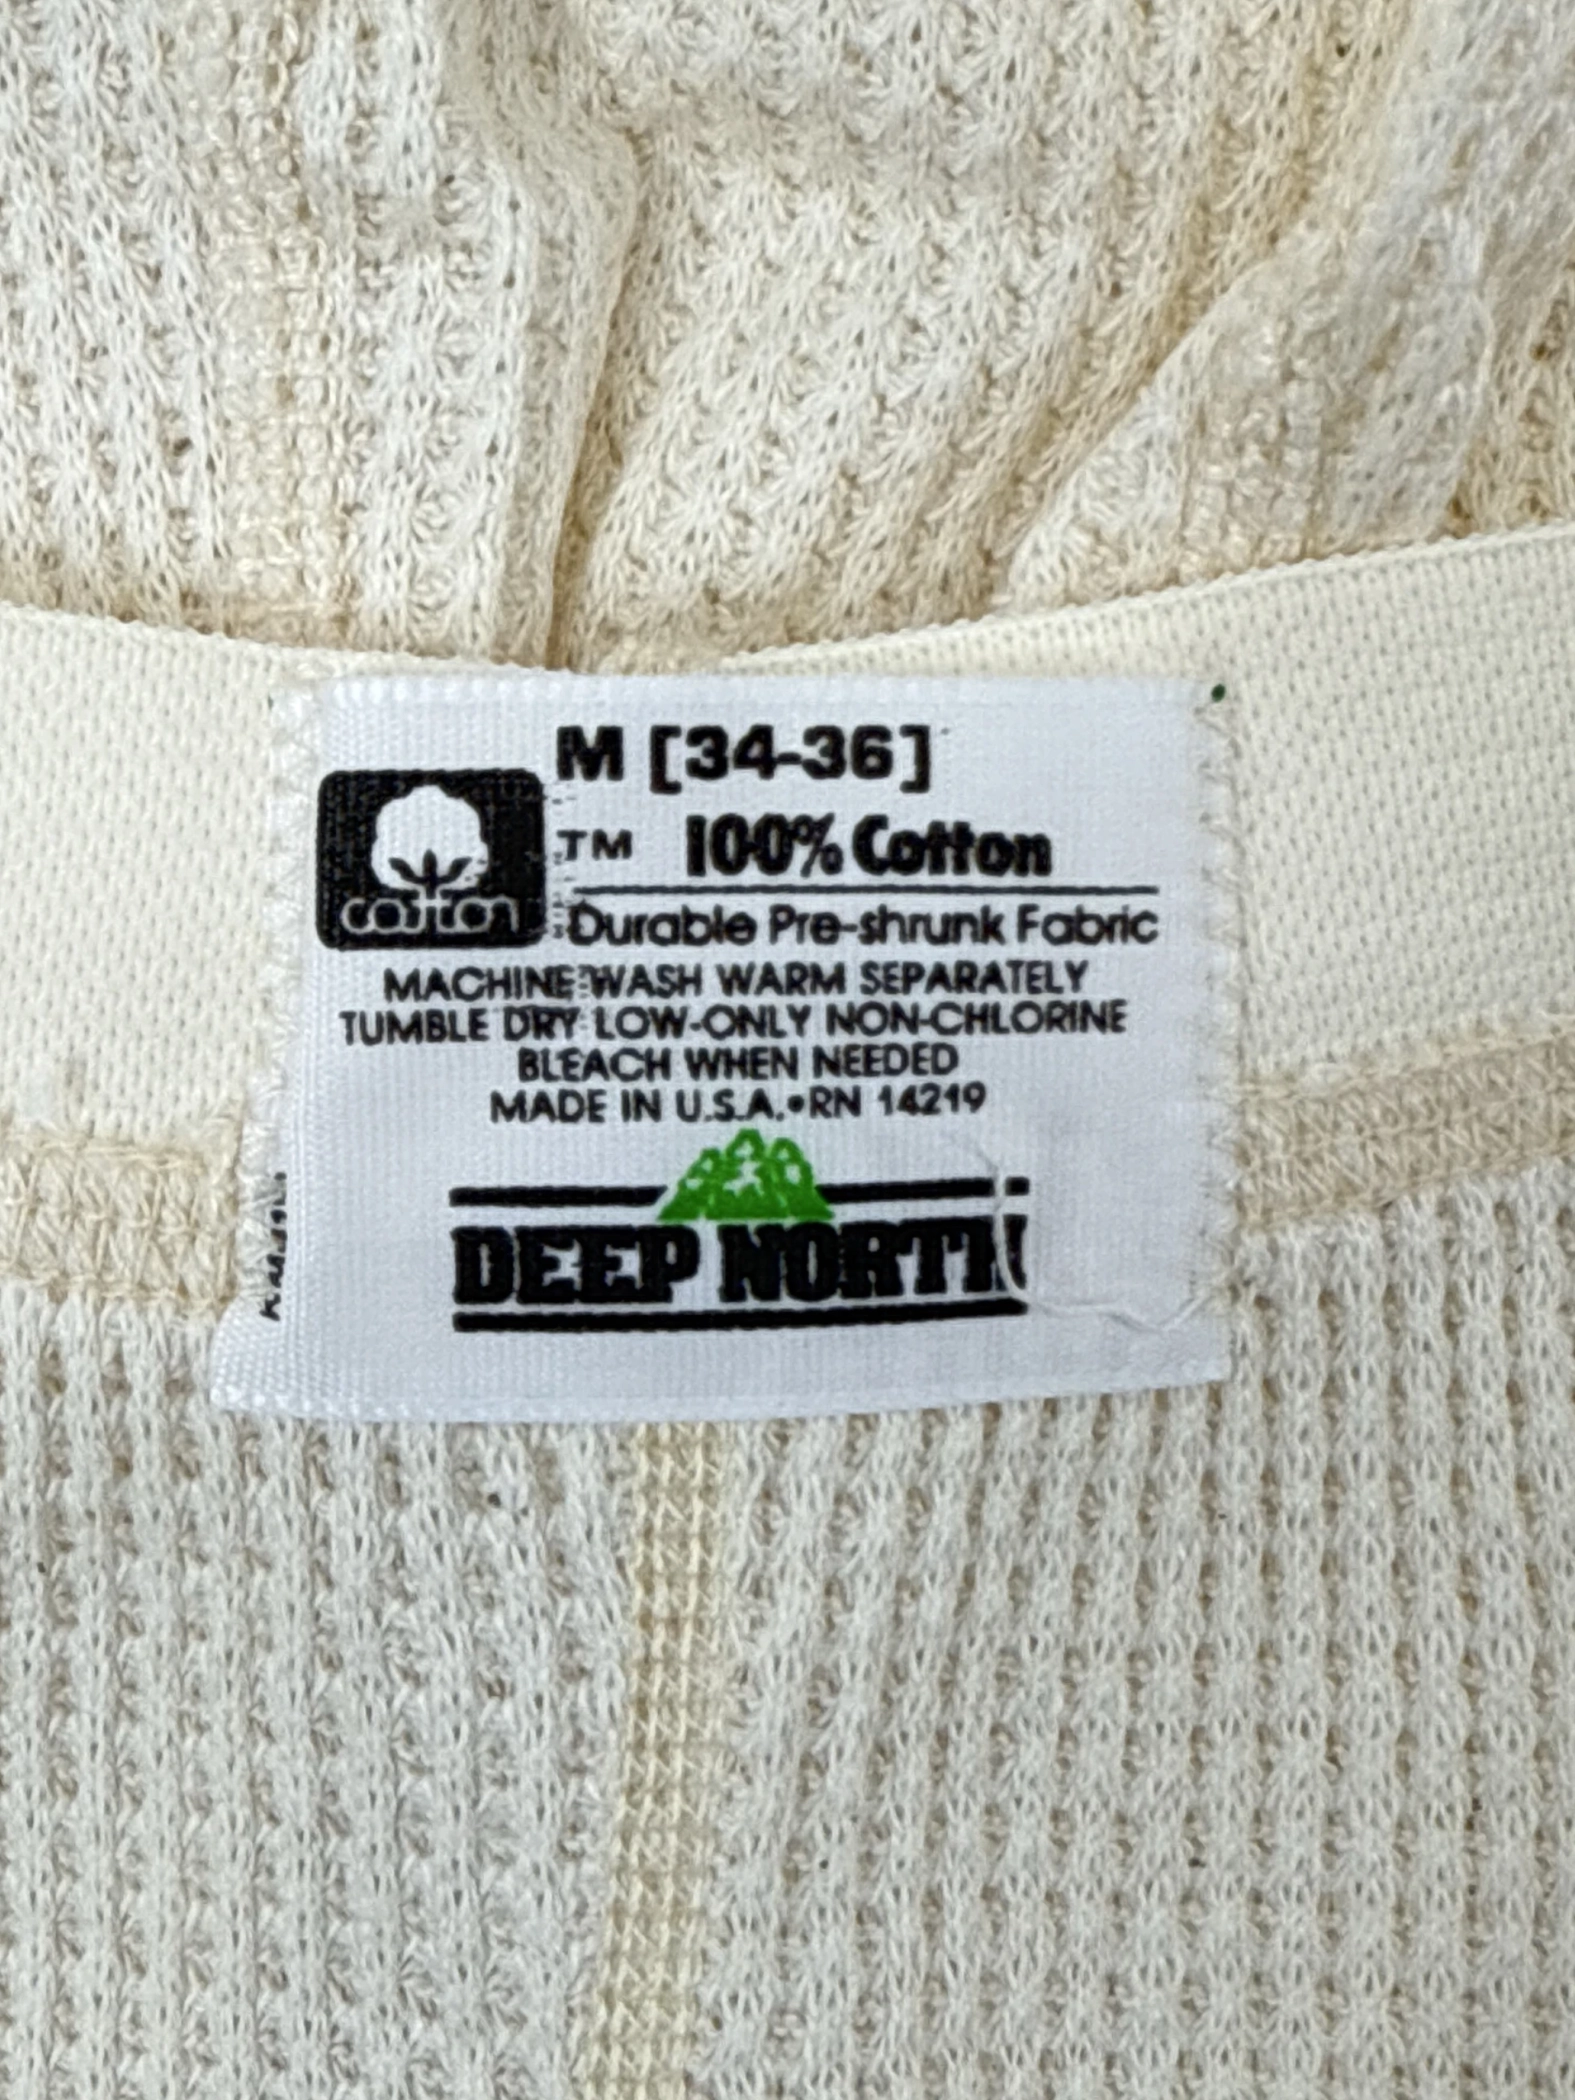 M [34-36]
cotton
TM 100% Cotton
Durable Pre-shrunk Fabric
MACHINE WASH WARM SEPARATELY
TUMBLE DRY LOW-ONLY NON-CHLORINE
BLEACH WHEN NEEDED
MADE IN U.S.A.•RN 14219
DEEP NORTH